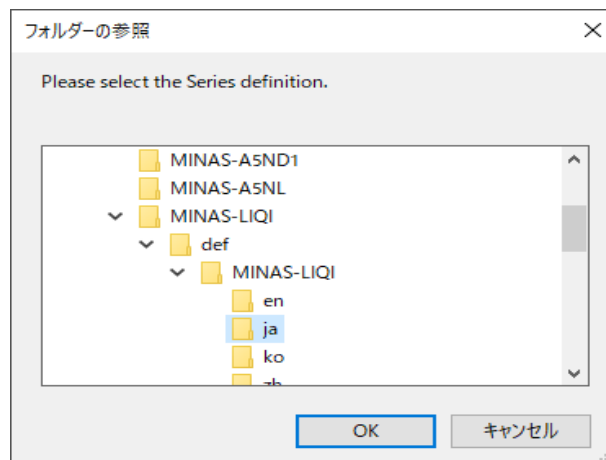 フォルダーの参照
Please select the Series definition.
MINAS-A5ND1
MINAS-A5NL
MINAS-LIQI
def
MINAS-LIQI
en
ja
ko
zh
OK
キャンセル